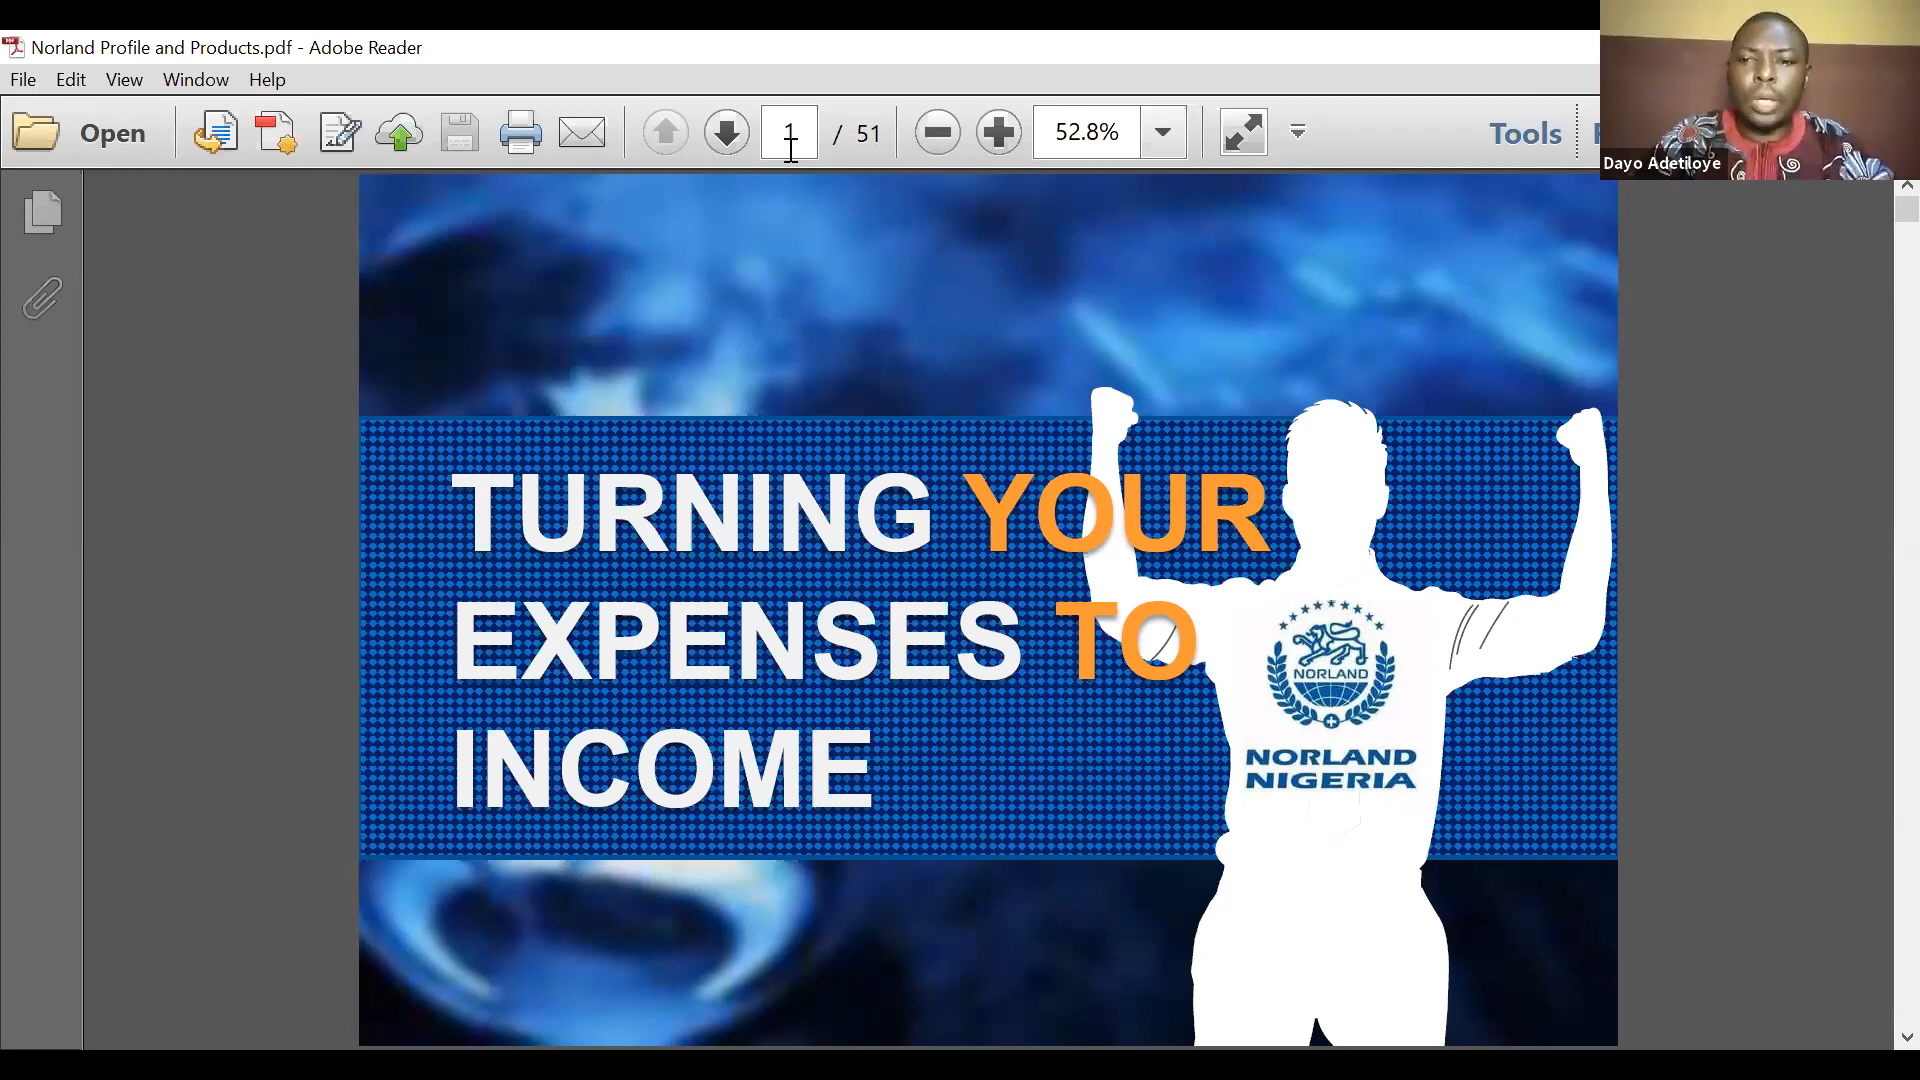 Norland Profile and Products.pdf - Adobe Reader
File Edit View Window Help
Open
1 / 51
52.8%
Tools
Dayo Adetiloye
TURNING YOUR
EXPENSES TO
INCOME
NORLAND
NORLAND
NIGERIA